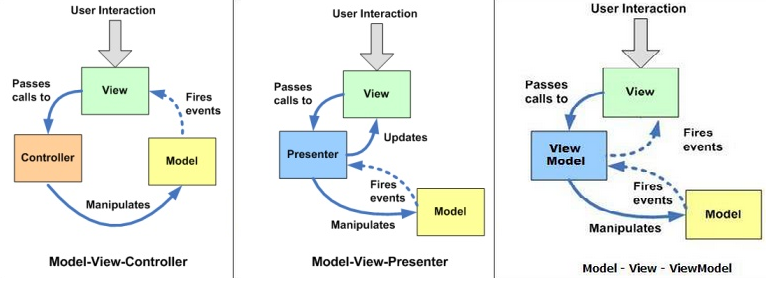 User Interaction
View
Passes
calls to
Fires
events
Controller
Model
Manipulates
Model-View-Controller
User Interaction
View
Passes
calls to
Updates
Presenter
Fires
events
Model
Manipulates
Model-View-Presenter
User Interaction
View
Passes
calls to
Fires
events
View
Model
Fires
events
Model
Manipulates
Model - View - ViewModel